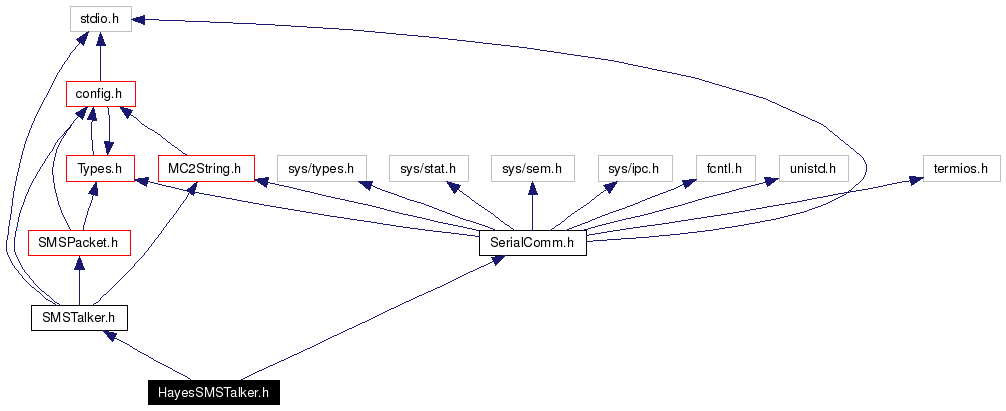 stdio.h
config.h
Types.h
MC2String.h
sys/types.h
sys/stat.h
sys/sem.h
sys/ipc.h
fcntl.h
unistd.h
termios.h
SMSPacket.h
SerialComm.h
SMSTalker.h
HayesSMSTalker.h